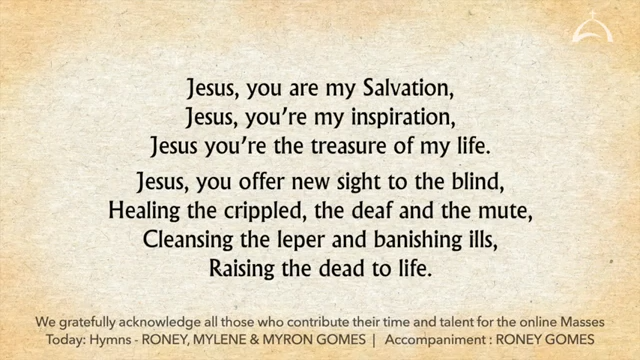 Jesus, you are my Salvation,
Jesus, you’re my inspiration,
Jesus you’re the treasure of my life.
Jesus, you offer new sight to the blind,
Healing the crippled, the deaf and the mute,
Cleansing the leper and banishing ills,
Raising the dead to life.
We gratefully acknowledge all those who contribute their time and talent for the online Masses
Today: Hymns - RONEY, MYLENE & MYRON GOMES | Accompaniment : RONEY GOMES